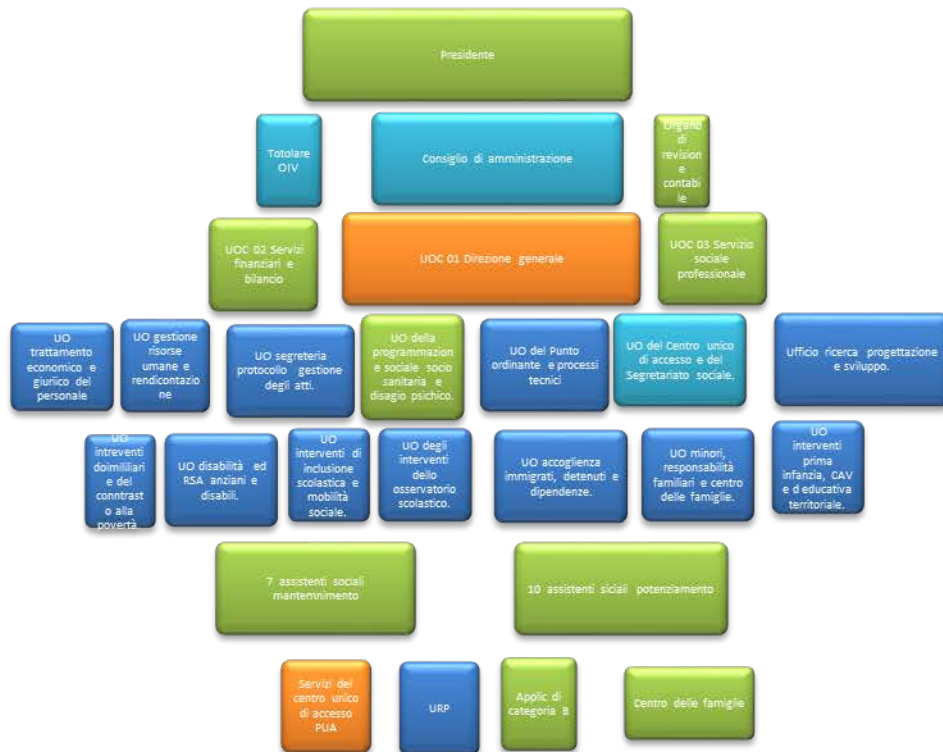 Presidente
Totolare
OIV
Consiglio di amministrazione
Organo
di
revision
e
contabi
le
UOC 02 Servizi
finanziari e
bilancio
UOC 01 Direzione generale
UOC 03 Servizio
sociale
professionale
UO
trattamento
economico e
giuriico del
personale
UO gestione
risorse
umane e
rendicontazio
ne
UO segreteria
protocollo gestione
degli atti.
UO della
programmazion
e sociale socio
sanitaria e
disagio psichico.
UO del Punto
ordinante e processi
tecnici
UO del Centro unico
di accesso e del
Segretariato sociale.
Ufficio ricerca progettazione
e sviluppo.
UO
intreventi
doimililiari
e del
conntrast
o alla
povertà
UO disabilità ed
RSA anziani e
disabili.
UO
interventi di
inclusione
scolastica e
mobilità
sociale.
UO degli
interventi
dello
osservatorio
scolastico.
UO accoglienza
immigrati, detenuti e
dipendenze.
UO minori,
responsabilità
familiari e centro
delle famiglie.
UO
interventi
prima
infanzia, CAV
e d educativa
territoriale.
7 assistenti sociali
mantemnimento
10 assistenti siciali potenziamento
Servizi del
centro unico
di accesso
PUA
URP
Applic di
categoria B
Centro delle famiglie